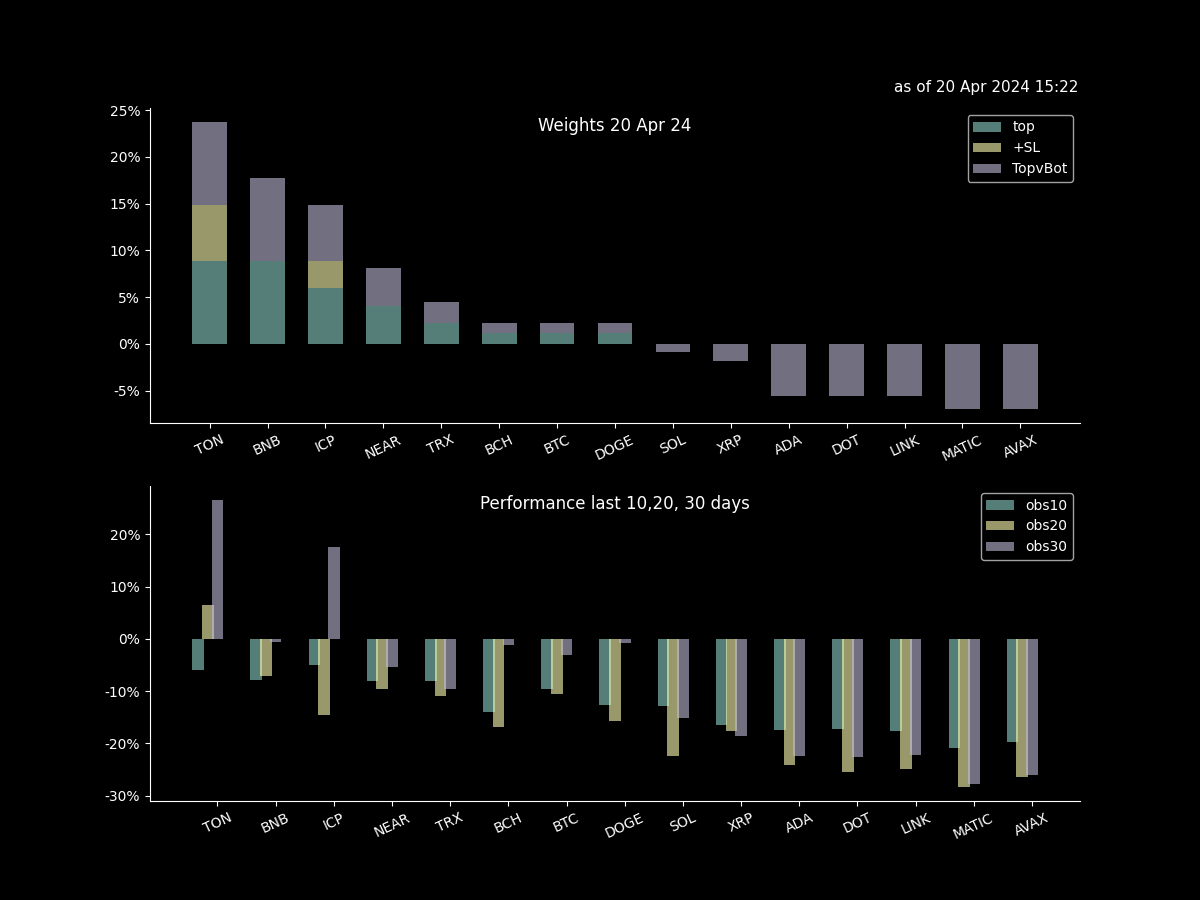 as of 20 Apr 2024 15:22
Weights 20 Apr 24
top
+SL
TopvBot
25%
20%
15%
10%
5%
0%
-5%
TON BNB ICP NEAR TRX BCH BTC DOGE SOL XRP ADA DOT LINK MATIC AVAX
Performance last 10,20, 30 days
obs10
obs20
obs30
20%
10%
0%
-10%
-20%
-30%
TON BNB ICP NEAR TRX BCH BTC DOGE SOL XRP ADA DOT LINK MATIC AVAX